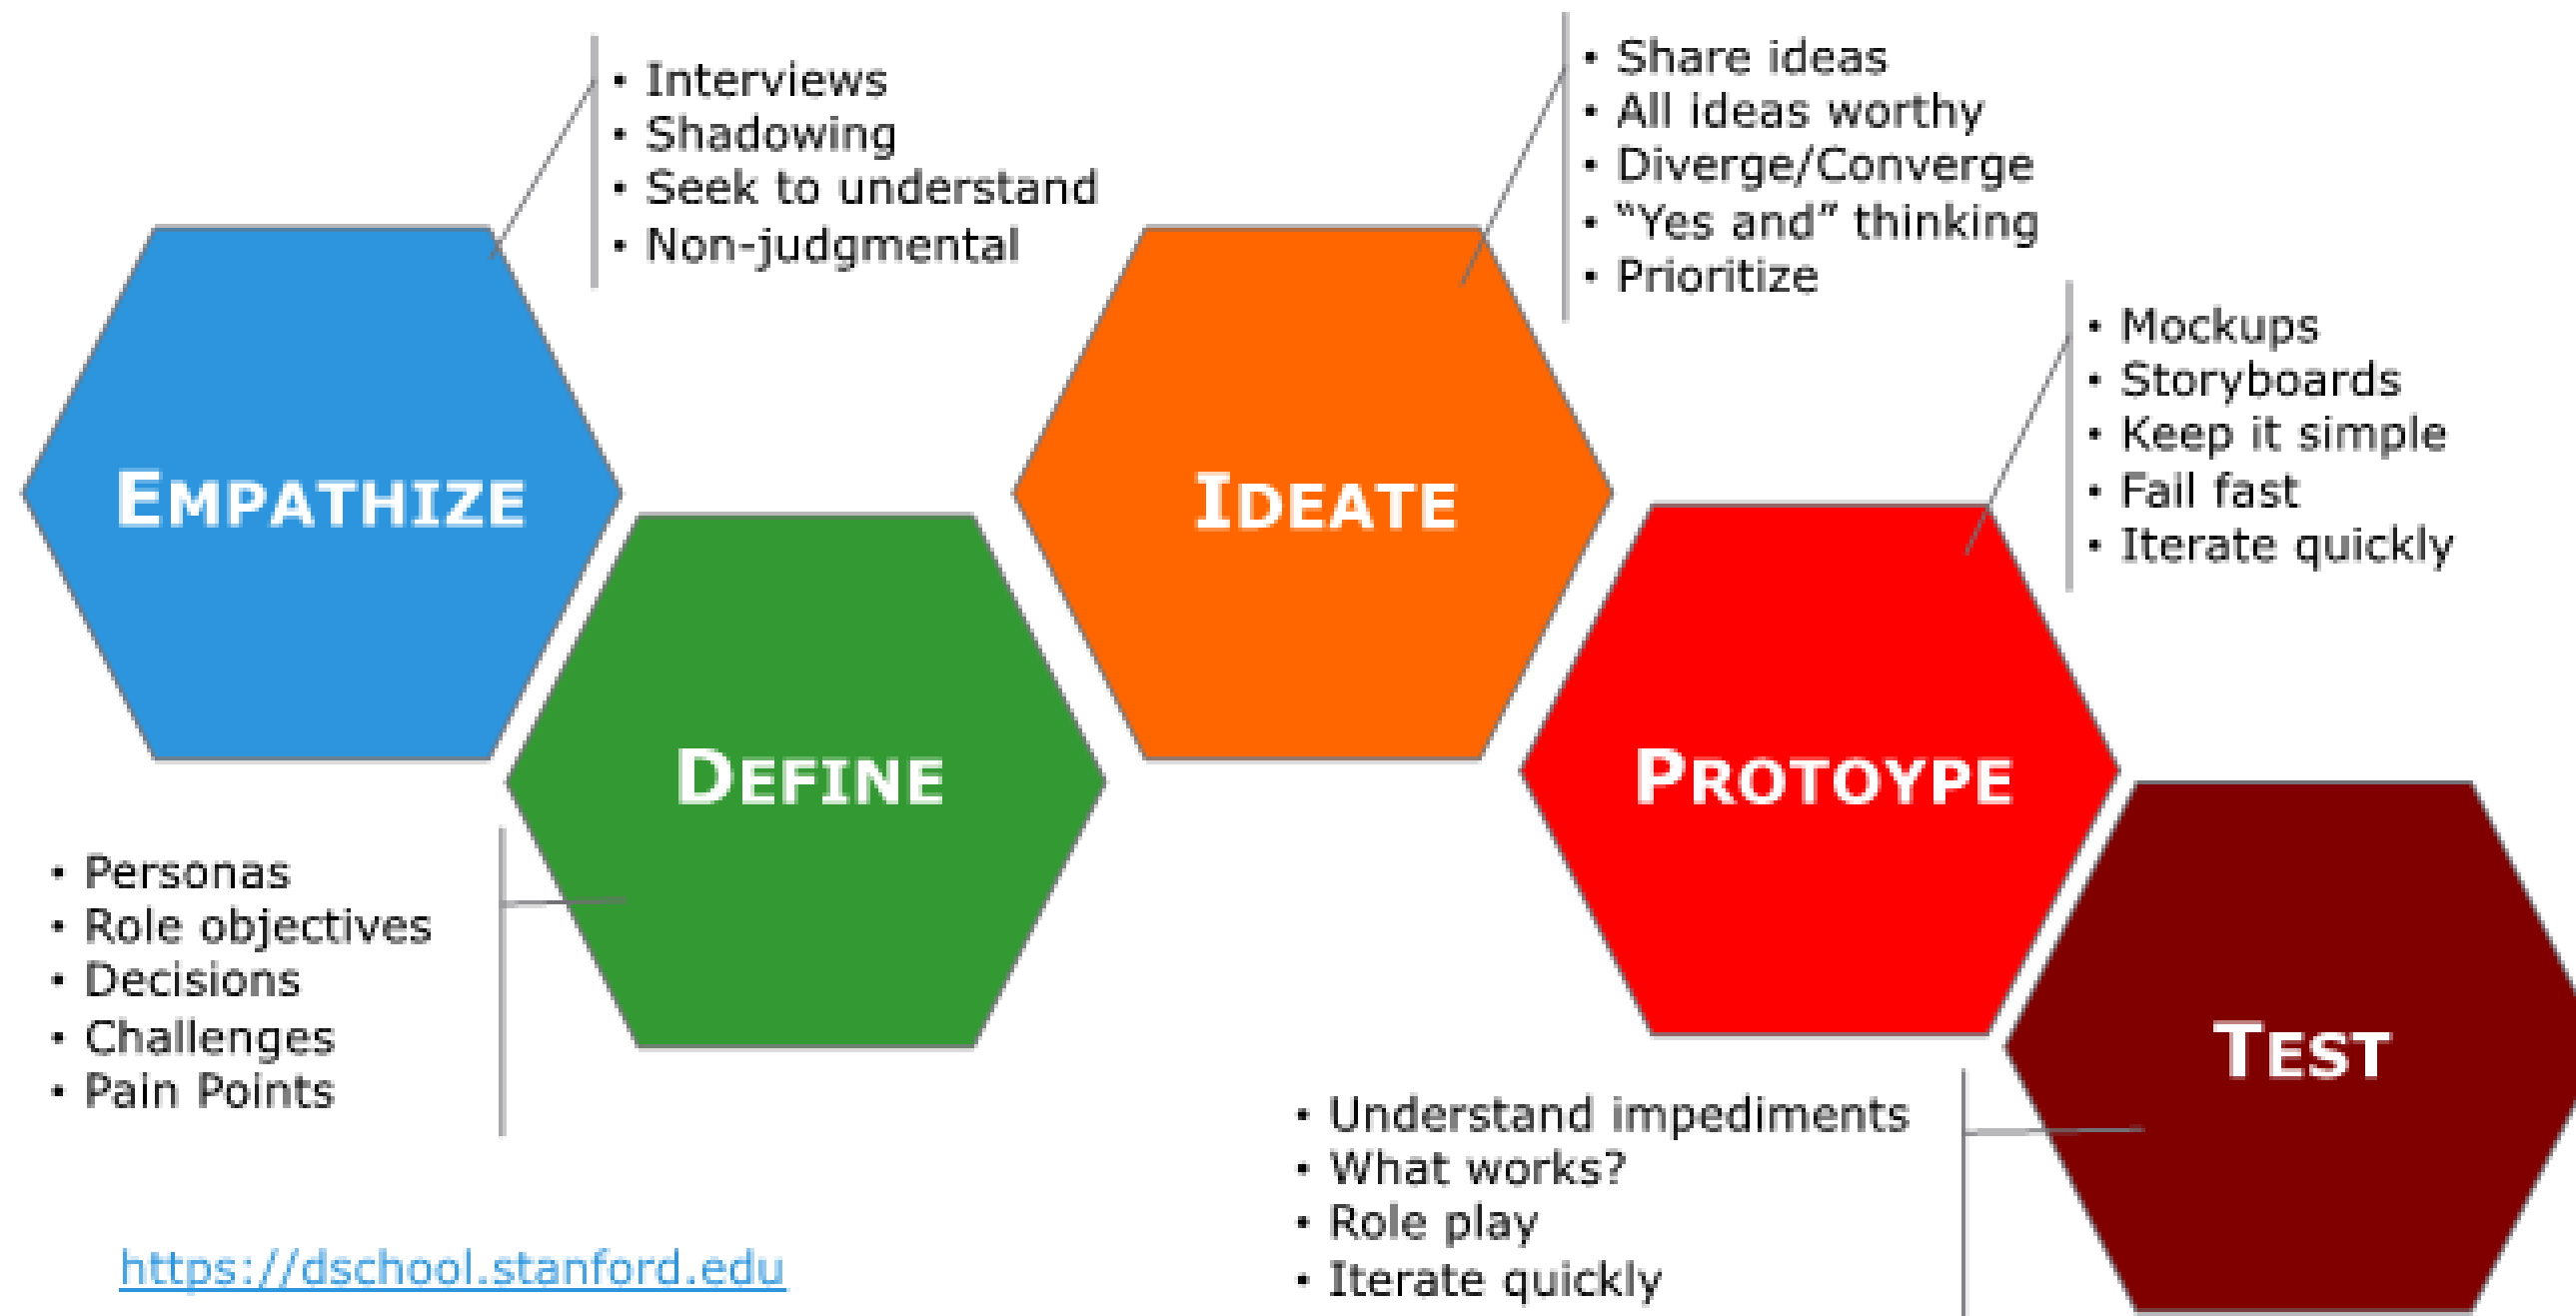 EMPATHIZE
• Interviews
• Shadowing
• Seek to understand
• Non-judgmental
DEFINE
• Personas
• Role objectives
• Decisions
• Challenges
• Pain Points
IDEATE
• Share ideas
• All ideas worthy
• Diverge/Converge
• “Yes and” thinking
• Prioritize
PROTOYPE
• Mockups
• Storyboards
• Keep it simple
• Fail fast
• Iterate quickly
TEST
• Understand impediments
• What works?
• Role play
• Iterate quickly
https://dschool.stanford.edu